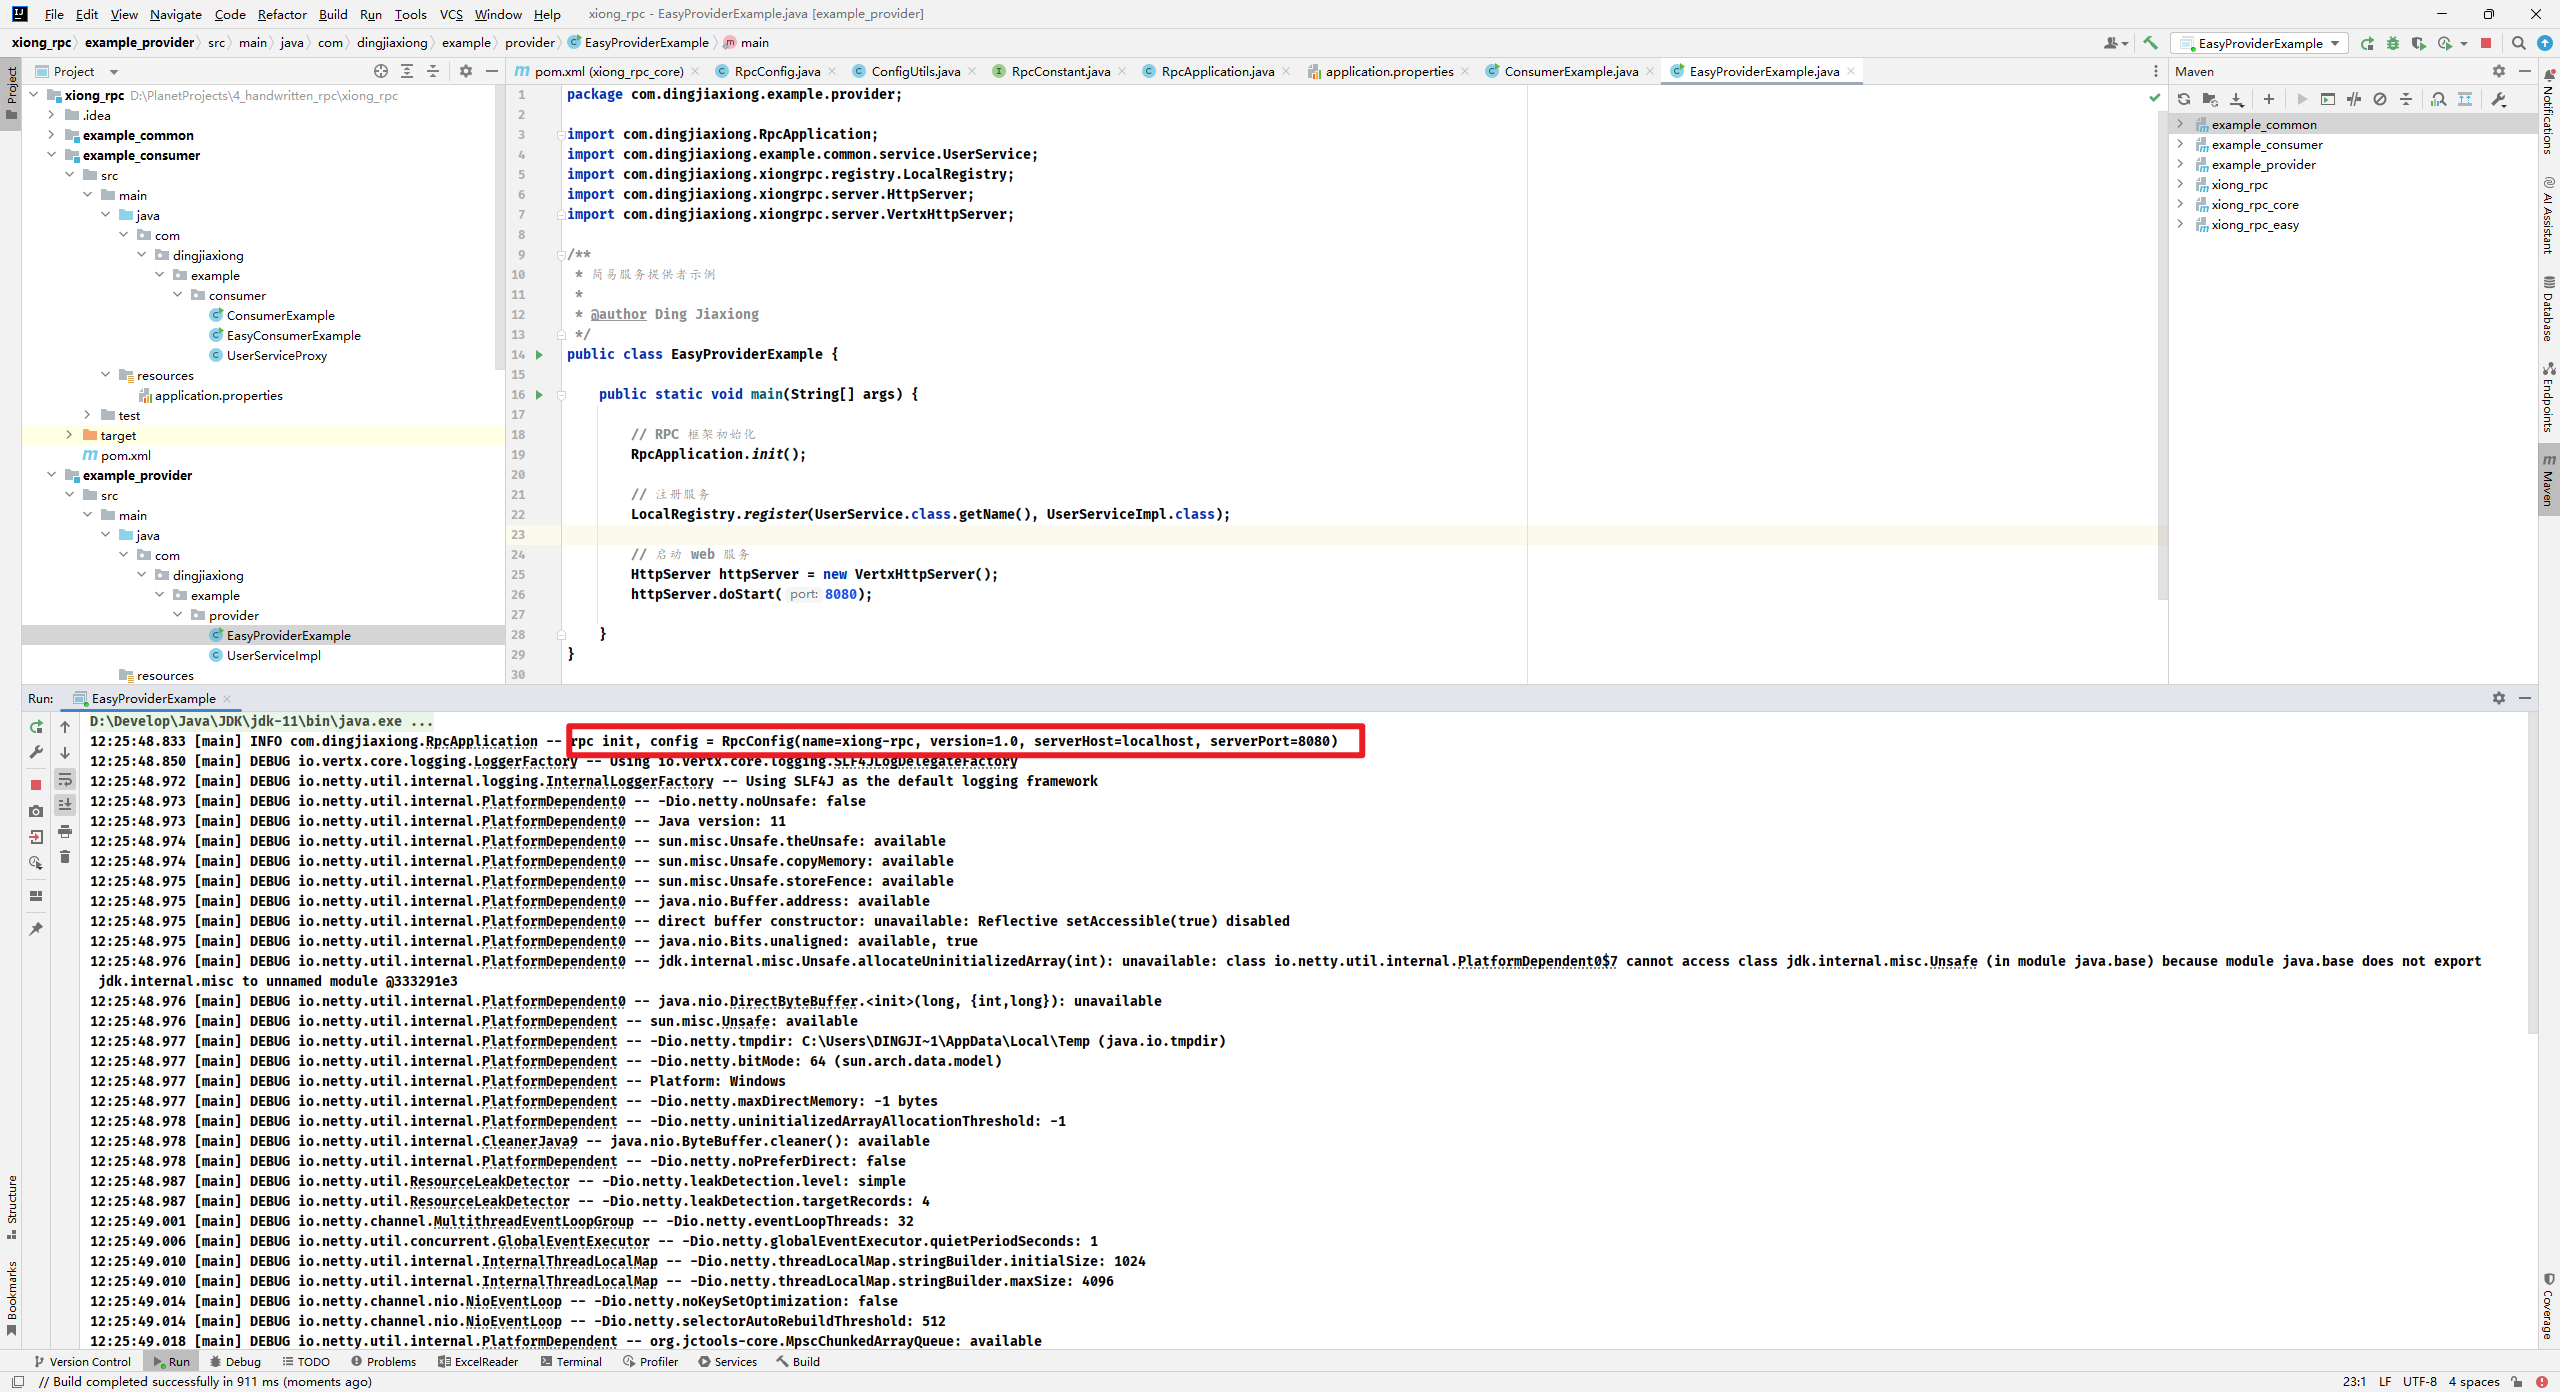 File Edit View Navigate Code Refactor Build Run Tools VCS Window Help xiong_rpc - EasyProviderExample.java [example_provider]
xiong_rpc example_provider src main java com dingjiaxiong example provider EasyProviderExample main EasyProviderExample
Project
pom.xml (xiong_rpc_core) RpcConfig.java ConfigUtils.java RpcConstant.java RpcApplication.java application.properties ConsumerExample.java EasyProviderExample.java
Maven
xiong_rpc D:\PlanetProjects\4_handwritten_rpc\xiong_rpc
.idea
example_common
example_consumer
src
main
java
com
dingjiaxiong
example
consumer
ConsumerExample
EasyConsumerExample
UserServiceProxy
resources
application.properties
test
target
pom.xml
example_provider
src
main
java
com
dingjiaxiong
example
provider
EasyProviderExample
UserServiceImpl
resources
1 package com.dingjiaxiong.example.provider;
2
3 import com.dingjiaxiong.RpcApplication;
4 import com.dingjiaxiong.example.common.service.UserService;
5 import com.dingjiaxiong.xiongrpc.registry.LocalRegistry;
6 import com.dingjiaxiong.xiongrpc.server.HttpServer;
7 import com.dingjiaxiong.xiongrpc.server.VertxHttpServer;
8
9 /**
10 * 简易服务提供者示例
11 *
12 * @author Ding Jiaxiong
13 */
14 public class EasyProviderExample {
15
16 public static void main(String[] args) {
17
18 // RPC 框架初始化
19 RpcApplication.init();
20
21 // 注册服务
22 LocalRegistry.register(UserService.class.getName(), UserServiceImpl.class);
23
24 // 启动 web 服务
25 HttpServer httpServer = new VertxHttpServer();
26 httpServer.doStart( port: 8080);
27
28 }
29 }
30
example_common
example_consumer
example_provider
xiong_rpc
xiong_rpc_core
xiong_rpc_easy
Project
Structure
Bookmarks
Notifications
AI Assistant
Database
Endpoints
Maven
Coverage
Run: EasyProviderExample
D:\Develop\Java\JDK\jdk-11\bin\java.exe ...
12:25:48.833 [main] INFO com.dingjiaxiong.RpcApplication -- rpc init, config = RpcConfig(name=xiong-rpc, version=1.0, serverHost=localhost, serverPort=8080)
12:25:48.850 [main] DEBUG io.vertx.core.logging.LoggerFactory -- Using io.vertx.core.logging.SLF4JLogDelegateFactory
12:25:48.972 [main] DEBUG io.netty.util.internal.logging.InternalLoggerFactory -- Using SLF4J as the default logging framework
12:25:48.973 [main] DEBUG io.netty.util.internal.PlatformDependent0 -- -Dio.netty.noUnsafe: false
12:25:48.973 [main] DEBUG io.netty.util.internal.PlatformDependent0 -- Java version: 11
12:25:48.974 [main] DEBUG io.netty.util.internal.PlatformDependent0 -- sun.misc.Unsafe.theUnsafe: available
12:25:48.974 [main] DEBUG io.netty.util.internal.PlatformDependent0 -- sun.misc.Unsafe.copyMemory: available
12:25:48.975 [main] DEBUG io.netty.util.internal.PlatformDependent0 -- sun.misc.Unsafe.storeFence: available
12:25:48.975 [main] DEBUG io.netty.util.internal.PlatformDependent0 -- java.nio.Buffer.address: available
12:25:48.975 [main] DEBUG io.netty.util.internal.PlatformDependent0 -- direct buffer constructor: unavailable: Reflective setAccessible(true) disabled
12:25:48.975 [main] DEBUG io.netty.util.internal.PlatformDependent0 -- java.nio.Bits.unaligned: available, true
12:25:48.976 [main] DEBUG io.netty.util.internal.PlatformDependent0 -- jdk.internal.misc.Unsafe.allocateUninitializedArray(int): unavailable: class io.netty.util.internal.PlatformDependent0$7 cannot access class jdk.internal.misc.Unsafe (in module java.base) because module java.base does not export
jdk.internal.misc to unnamed module @333291e3
12:25:48.976 [main] DEBUG io.netty.util.internal.PlatformDependent0 -- java.nio.DirectByteBuffer.<init>(long, {int,long}): unavailable
12:25:48.976 [main] DEBUG io.netty.util.internal.PlatformDependent -- sun.misc.Unsafe: available
12:25:48.977 [main] DEBUG io.netty.util.internal.PlatformDependent -- -Dio.netty.tmpdir: C:\Users\DINGJI~1\AppData\Local\Temp (java.io.tmpdir)
12:25:48.977 [main] DEBUG io.netty.util.internal.PlatformDependent -- -Dio.netty.bitMode: 64 (sun.arch.data.model)
12:25:48.977 [main] DEBUG io.netty.util.internal.PlatformDependent -- Platform: Windows
12:25:48.977 [main] DEBUG io.netty.util.internal.PlatformDependent -- -Dio.netty.maxDirectMemory: -1 bytes
12:25:48.978 [main] DEBUG io.netty.util.internal.PlatformDependent -- -Dio.netty.uninitializedArrayAllocationThreshold: -1
12:25:48.978 [main] DEBUG io.netty.util.internal.CleanerJava9 -- java.nio.ByteBuffer.cleaner(): available
12:25:48.978 [main] DEBUG io.netty.util.internal.PlatformDependent -- -Dio.netty.noPreferDirect: false
12:25:48.987 [main] DEBUG io.netty.util.ResourceLeakDetector -- -Dio.netty.leakDetection.level: simple
12:25:48.987 [main] DEBUG io.netty.util.ResourceLeakDetector -- -Dio.netty.leakDetection.targetRecords: 4
12:25:49.001 [main] DEBUG io.netty.channel.MultithreadEventLoopGroup -- -Dio.netty.eventLoopThreads: 32
12:25:49.006 [main] DEBUG io.netty.util.concurrent.GlobalEventExecutor -- -Dio.netty.globalEventExecutor.quietPeriodSeconds: 1
12:25:49.010 [main] DEBUG io.netty.util.internal.InternalThreadLocalMap -- -Dio.netty.threadLocalMap.stringBuilder.initialSize: 1024
12:25:49.010 [main] DEBUG io.netty.util.internal.InternalThreadLocalMap -- -Dio.netty.threadLocalMap.stringBuilder.maxSize: 4096
12:25:49.014 [main] DEBUG io.netty.channel.nio.NioEventLoop -- -Dio.netty.noKeySetOptimization: false
12:25:49.014 [main] DEBUG io.netty.channel.nio.NioEventLoop -- -Dio.netty.selectorAutoRebuildThreshold: 512
12:25:49.018 [main] DEBUG io.netty.util.internal.PlatformDependent -- org.jctools-core.MpscChunkedArrayQueue: available
Version Control Run Debug TODO Problems ExcelReader Terminal Profiler Services Build
// Build completed successfully in 911 ms (moments ago) 23:1 LF UTF-8 4 spaces